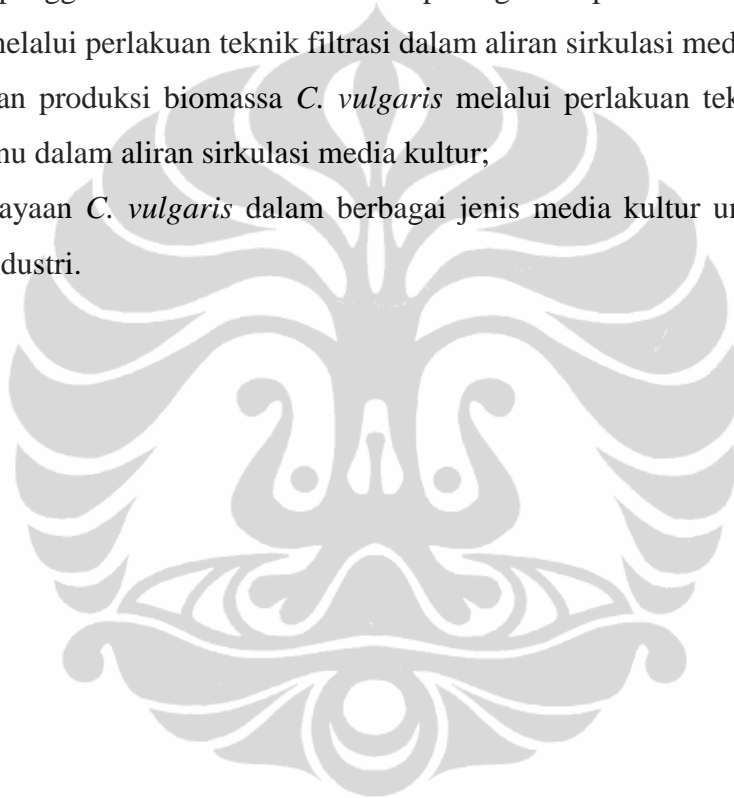 melalui perlakuan teknik filtrasi dalam aliran sirkulasi med
an produksi biomassa C. vulgaris melalui perlakuan tek
nu dalam aliran sirkulasi media kultur;
ayaan C. vulgaris dalam berbagai jenis media kultur un
dustri.